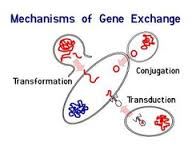 Mechanisms of Gene Exchange
Transformation
Conjugation
Transduction